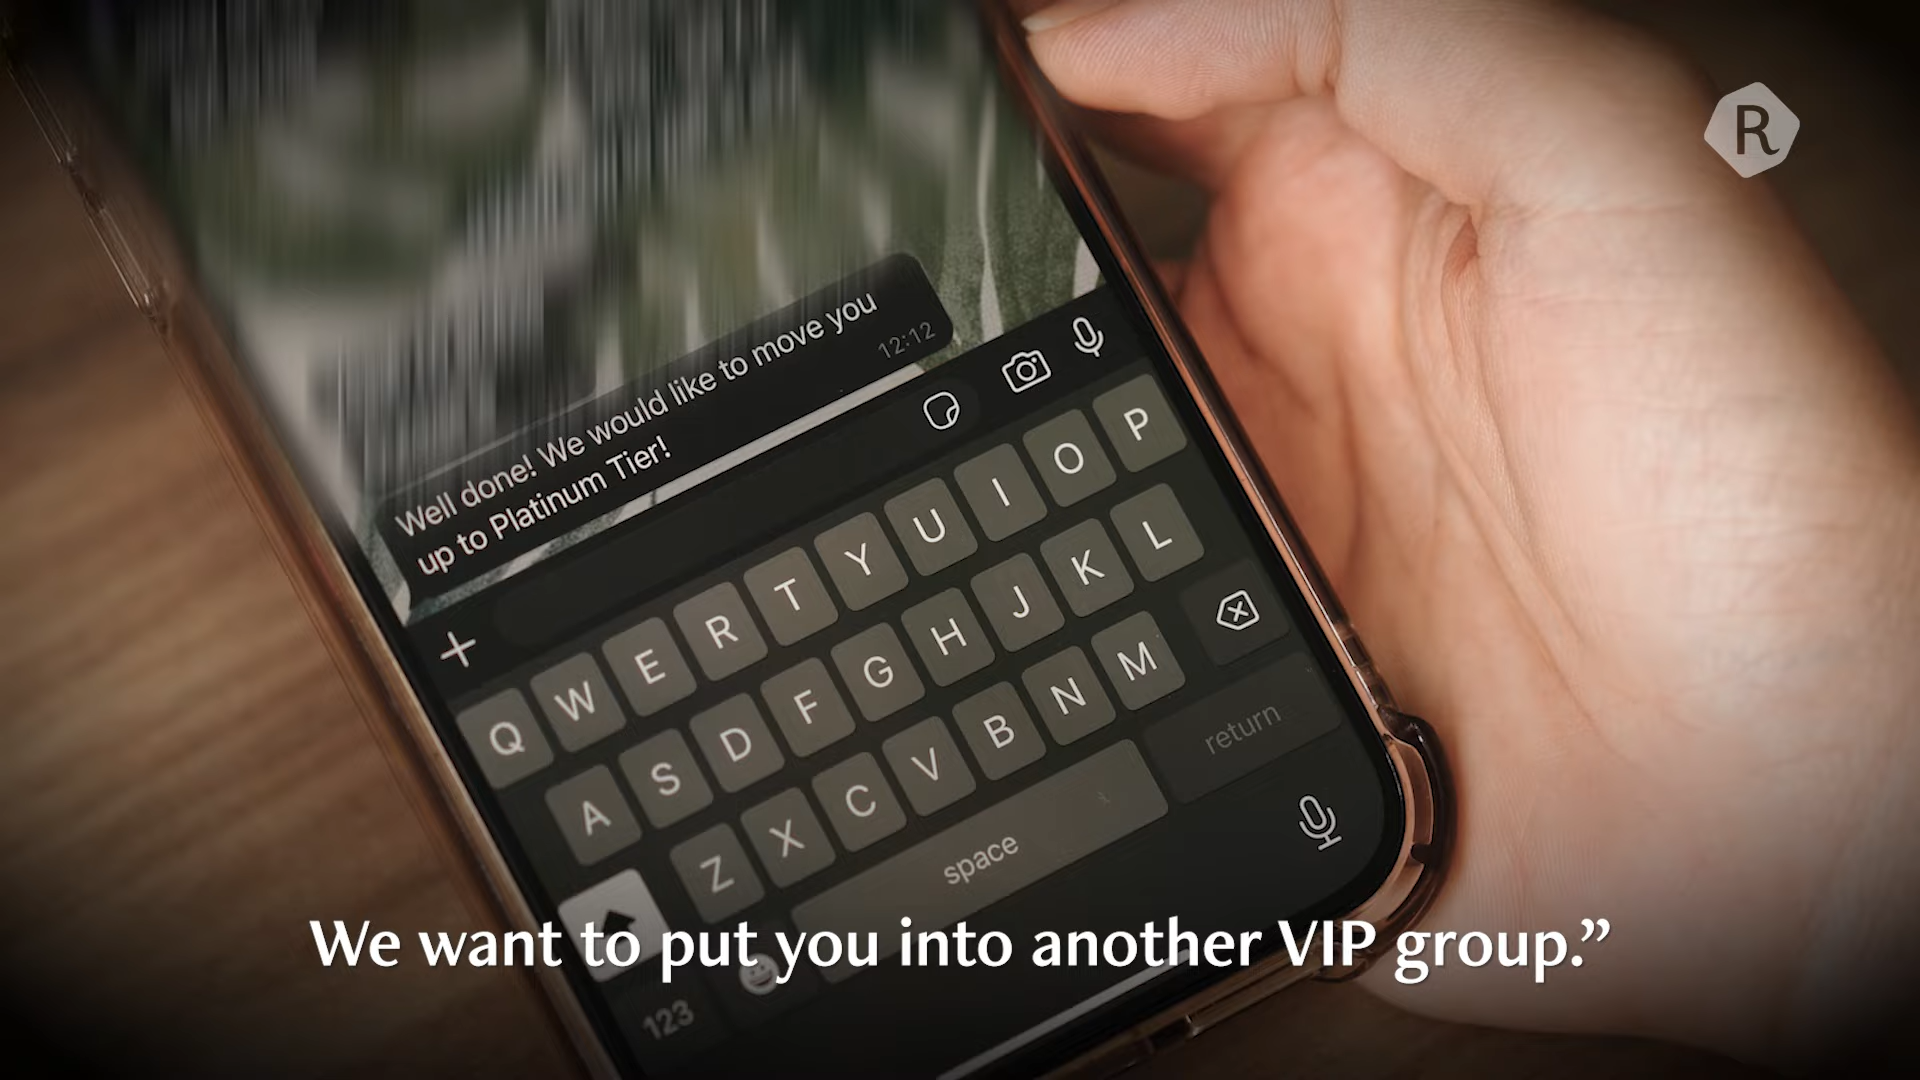 R
Well done! We would like to move you
up to Platinum Tier!
12:12
Q W E R T Y U I O P
A S D F G H J K L
Z X C V B N M
space
return
123
We want to put you into another VIP group.”